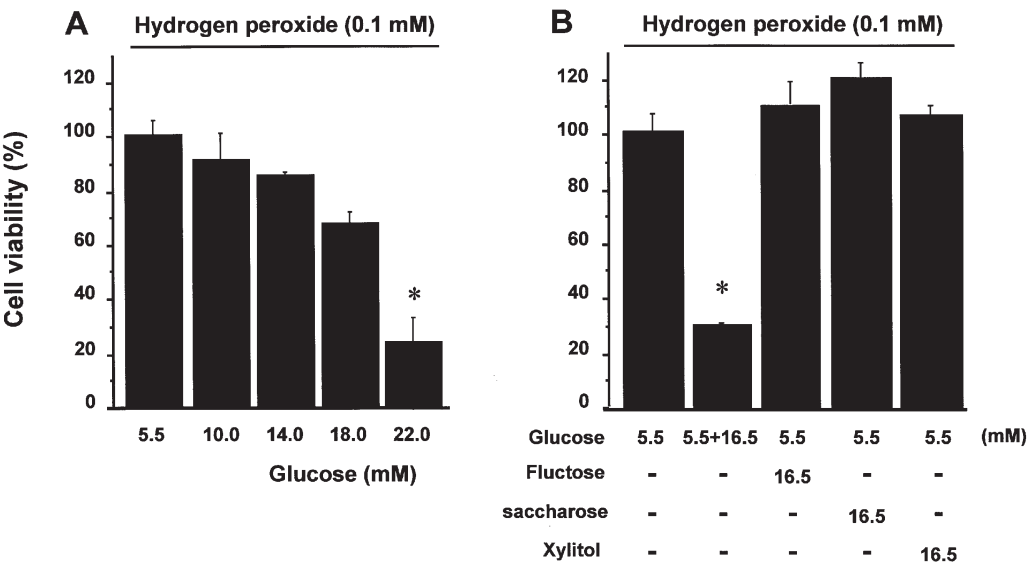 A
Hydrogen peroxide (0.1 mM)
Cell viability (%)
120
100
80
60
40
20
0
*
5.5 10.0 14.0 18.0 22.0
Glucose (mM)
B
Hydrogen peroxide (0.1 mM)
120
100
80
60
40
20
0
*
Glucose 5.5 5.5+16.5 5.5 5.5 5.5 (mM)
Fluctose - - 16.5 - -
saccharose - - - 16.5 -
Xylitol - - - - 16.5